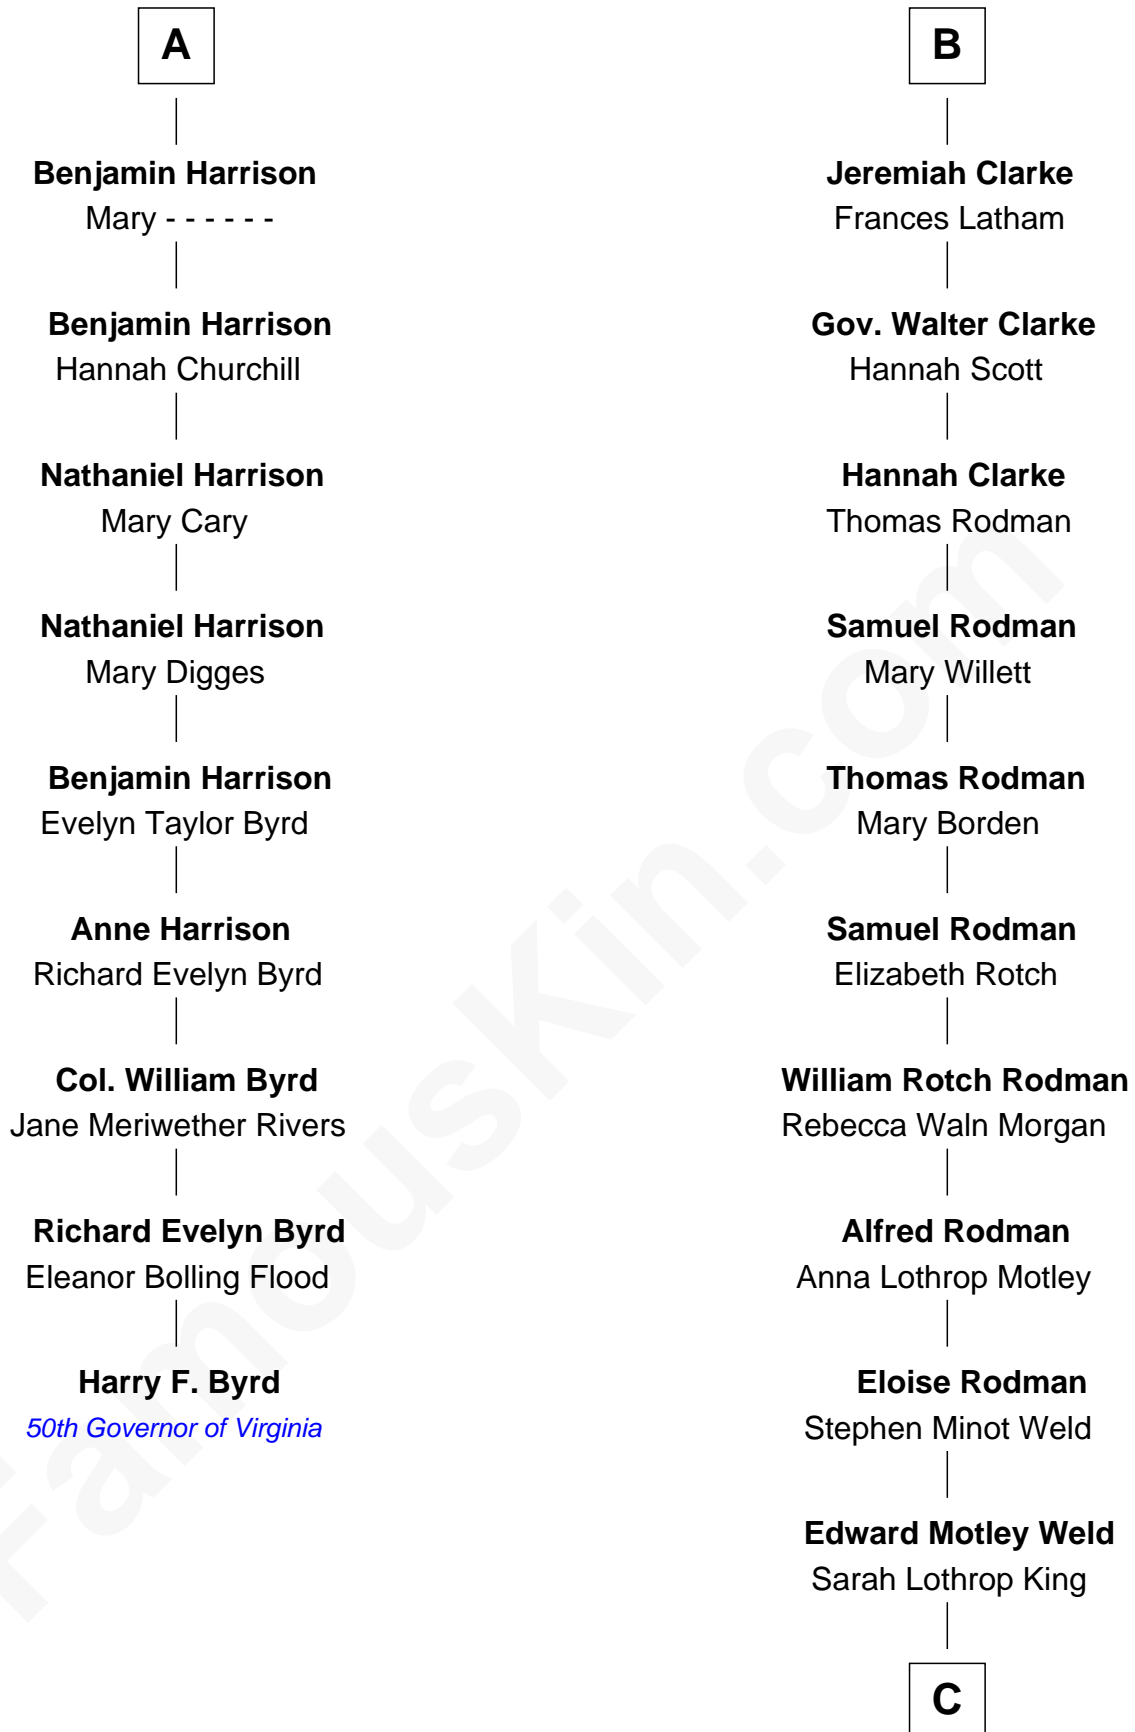 A
Benjamin Harrison
Mary - - - - - -
Benjamin Harrison
Hannah Churchill
Nathaniel Harrison
Mary Cary
Nathaniel Harrison
Mary Digges
Benjamin Harrison
Evelyn Taylor Byrd
Anne Harrison
Richard Evelyn Byrd
Col. William Byrd
Jane Meriwether Rivers
Richard Evelyn Byrd
Eleanor Bolling Flood
Harry F. Byrd
50th Governor of Virginia
B
Jeremiah Clarke
Frances Latham
Gov. Walter Clarke
Hannah Scott
Hannah Clarke
Thomas Rodman
Samuel Rodman
Mary Willett
Thomas Rodman
Mary Borden
Samuel Rodman
Elizabeth Rotch
William Rotch Rodman
Rebecca Waln Morgan
Alfred Rodman
Anna Lothrop Motley
Eloise Rodman
Stephen Minot Weld
Edward Motley Weld
Sarah Lothrop King
C
FamousKin.com